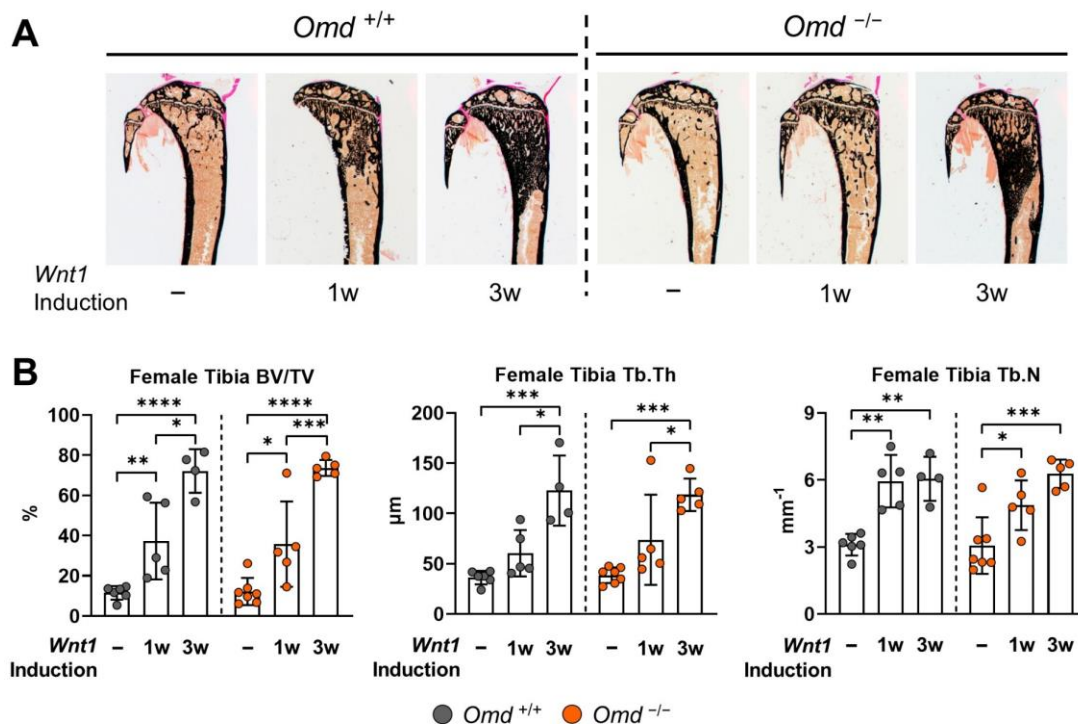 A
Omd +/+
Omd −/−
Wnt1
Induction
− 1w 3w − 1w 3w
B
Female Tibia BV/TV
**** ****
* ***
** *
100
80
60
40
20
0
%
Wnt1
Induction
− 1w 3w − 1w 3w
Female Tibia Tb.Th
*** ***
* *
200
150
100
50
0
µm
Wnt1
Induction
− 1w 3w − 1w 3w
Female Tibia Tb.N
** ***
** *
9
6
3
0
mm-1
Wnt1
Induction
− 1w 3w − 1w 3w
Omd +/+ Omd −/−